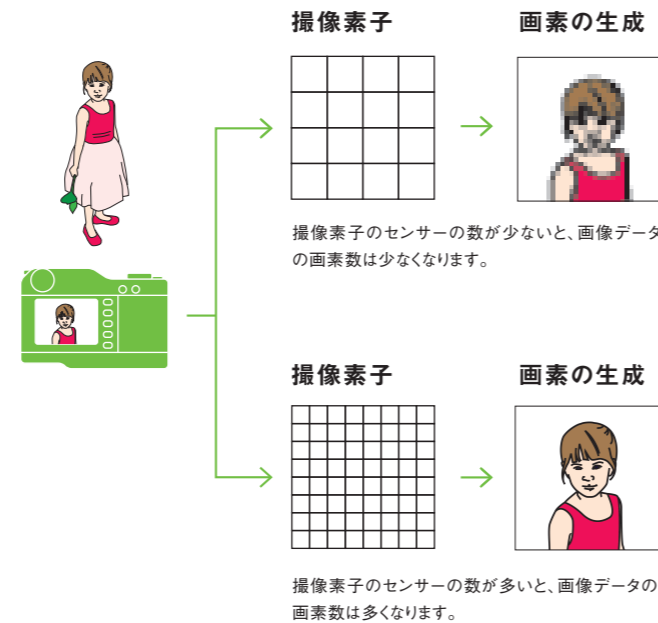 撮像素子
画素の生成
撮像素子のセンサーの数が少ないと、画像データ
の画素数は少なくなります。
撮像素子
画素の生成
撮像素子のセンサーの数が多いと、画像データの
画素数は多くなります。